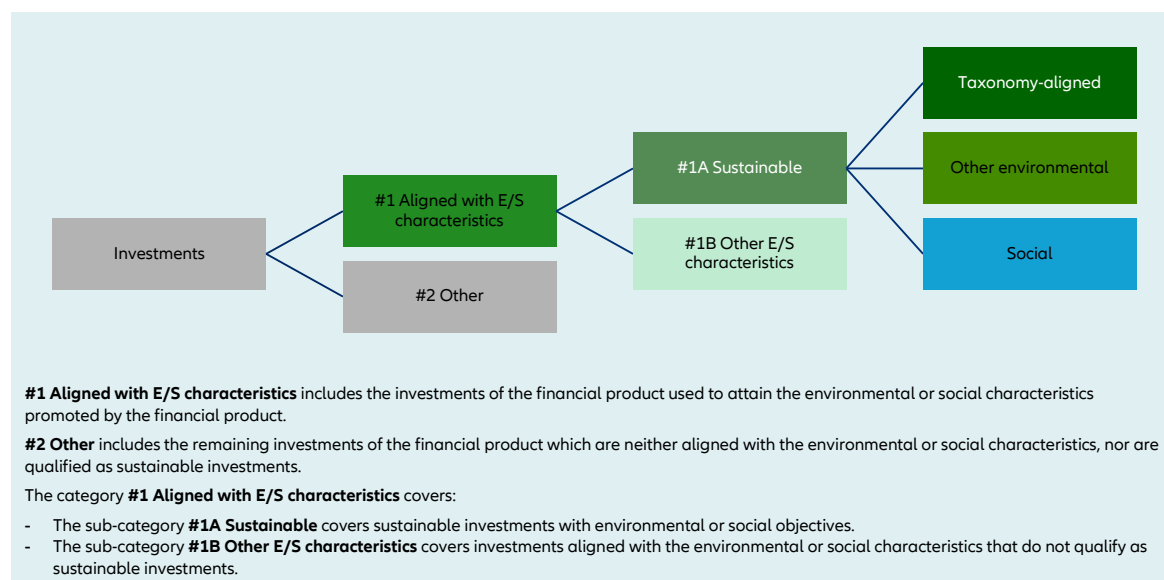 Taxonomy-aligned
#1A Sustainable
Other environmental
#1 Aligned with E/S
characteristics
#1B Other E/S
characteristics
Investments
Social
#2 Other
#1 Aligned with E/S characteristics includes the investments of the financial product used to attain the environmental or social characteristics
promoted by the financial product.
#2 Other includes the remaining investments of the financial product which are neither aligned with the environmental or social characteristics, nor are
qualified as sustainable investments.
The category #1 Aligned with E/S characteristics covers:
- The sub-category #1A Sustainable covers sustainable investments with environmental or social objectives.
- The sub-category #1B Other E/S characteristics covers investments aligned with the environmental or social characteristics that do not qualify as
sustainable investments.